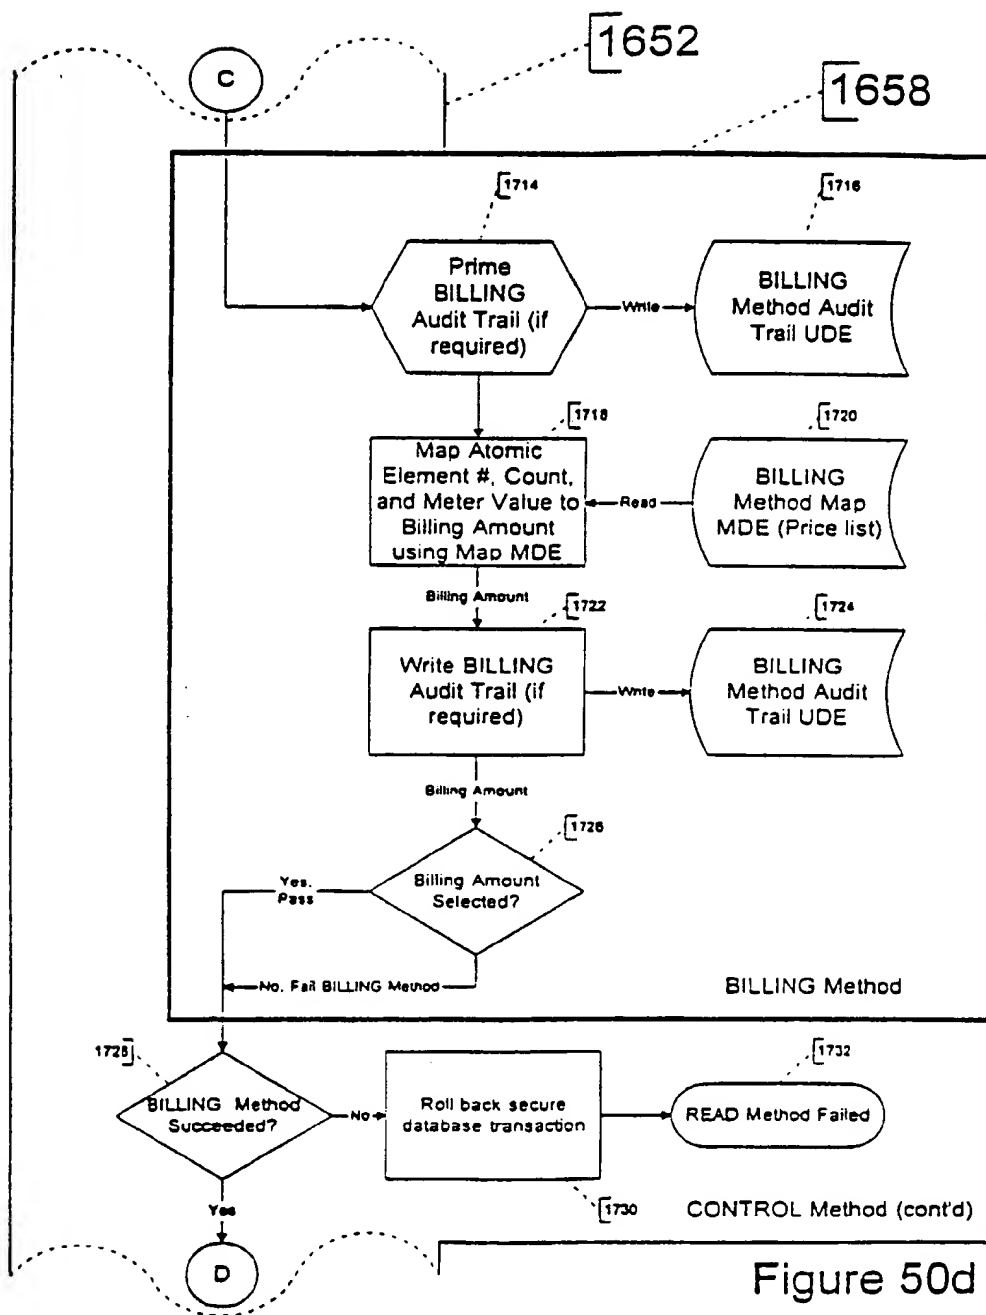 1652
C
1658
1714
1716
Prime
BILLING
Audit Trail (if
required)
Write
BILLING
Method Audit
Trail UDE
1718
1720
Map Atomic
Element #, Count,
and Meter Value to
Billing Amount
using Map MDE
Read
BILLING
Method Map
MDE (Price list)
Billing Amount
1722
1724
Write BILLING
Audit Trail (if
required)
Write
BILLING
Method Audit
Trail UDE
Billing Amount
1726
Yes,
Pass
Billing Amount
Selected?
No, Fail BILLING Method
BILLING Method
1728
1732
BILLING Method
Succeeded?
No
Roll back secure
database transaction
READ Method Failed
Yes
1730
CONTROL Method (cont'd)
D
Figure 50d